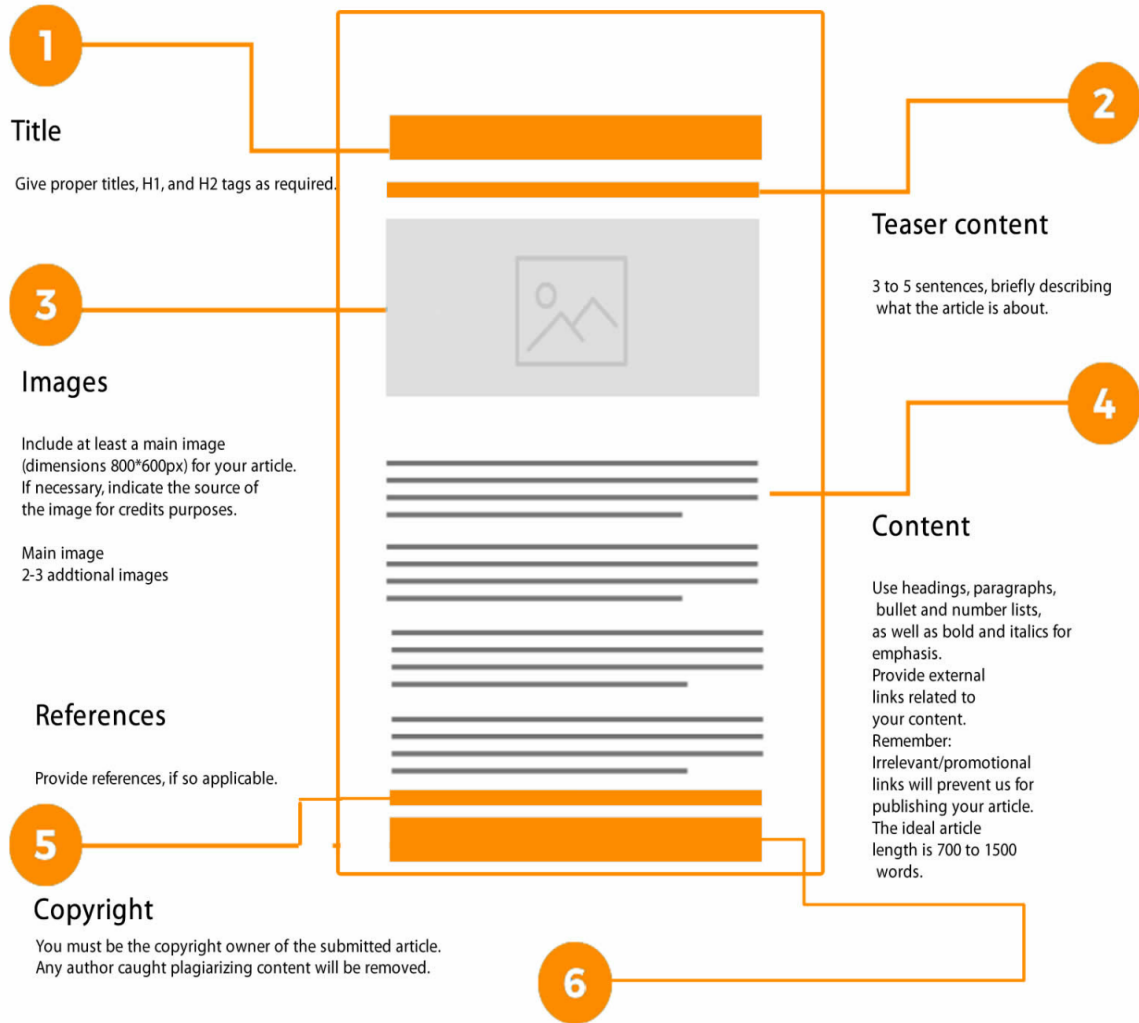 1
Title
Give proper titles, H1, and H2 tags as required.
2
Teaser content
3 to 5 sentences, briefly describing
what the article is about.
3
Images
Include at least a main image
(dimensions 800*600px) for your article.
If necessary, indicate the source of
the image for credits purposes.
Main image
2-3 addtional images
4
Content
Use headings, paragraphs,
bullet and number lists,
as well as bold and italics for
emphasis.
Provide external
links related to
your content.
Remember:
Irrelevant/promotional
links will prevent us for
publishing your article.
The ideal article
length is 700 to 1500
words.
References
Provide references, if so applicable.
5
Copyright
You must be the copyright owner of the submitted article.
Any author caught plagiarizing content will be removed.
6